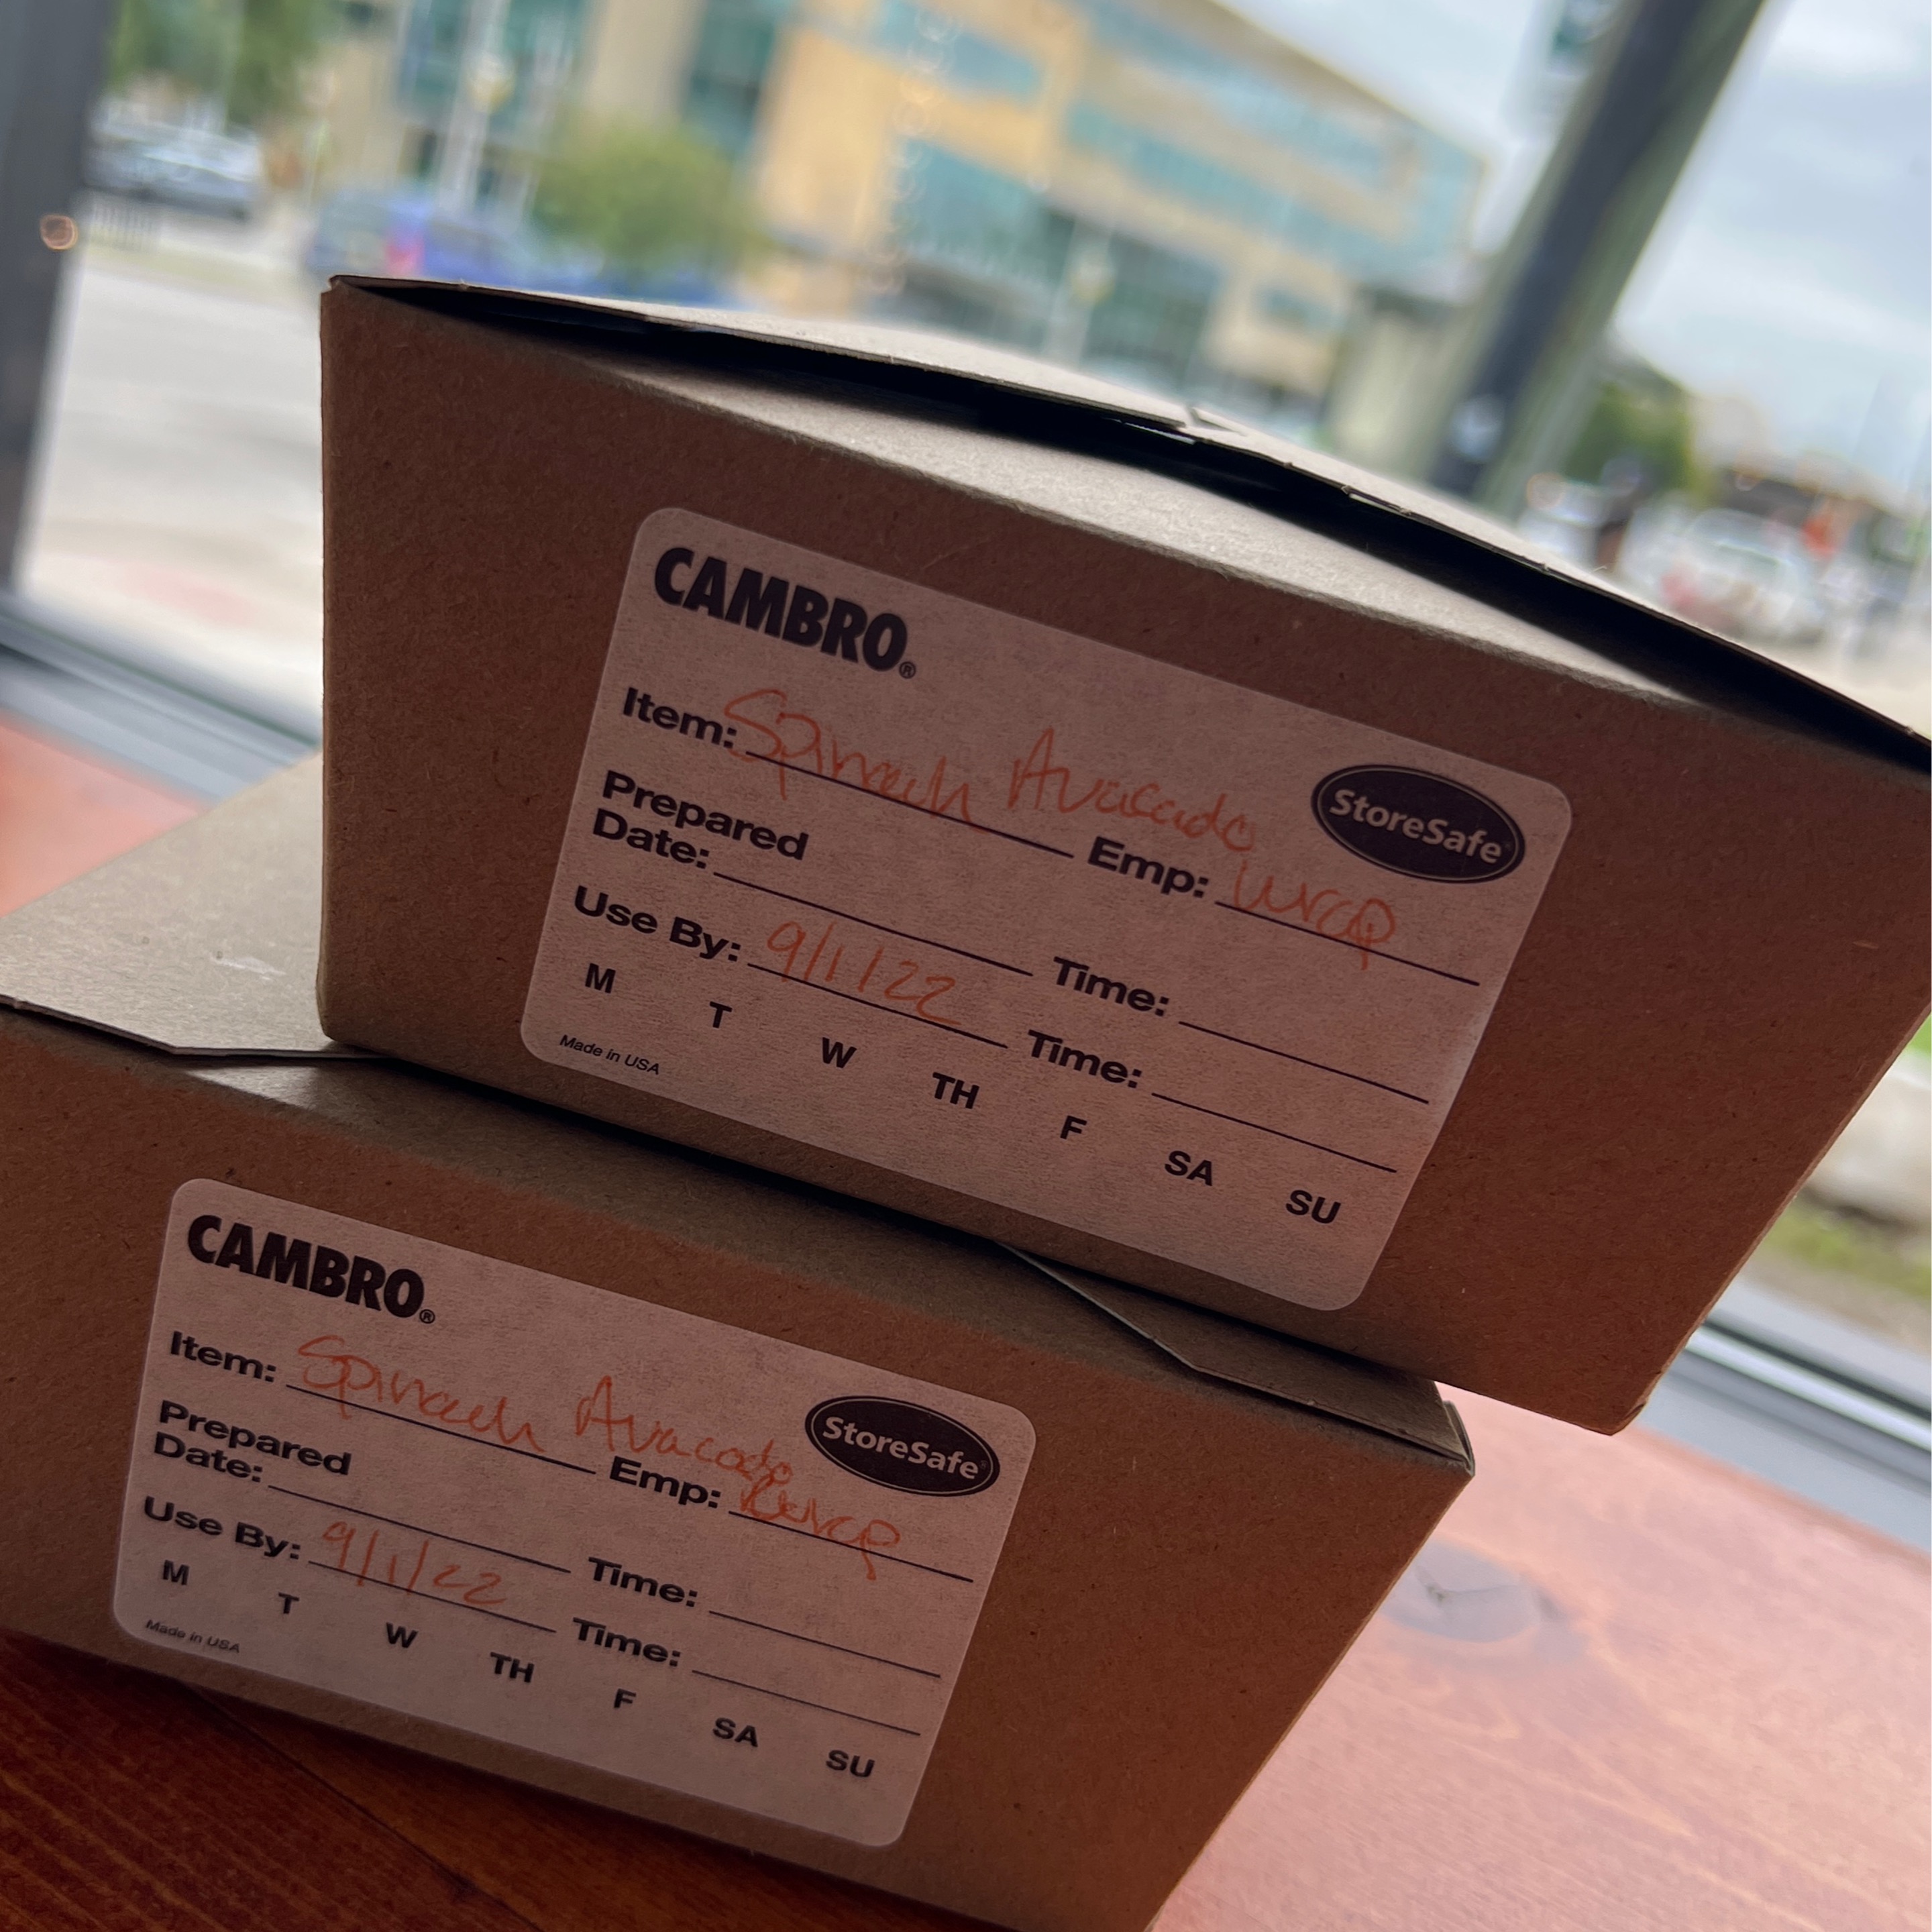 CAMBRO®
Item: Spinach Avacado
StoreSafe
Prepared
Date:
Emp: Wrap
Use By: 9/1/22
Time:
Time:
M T W TH F SA SU
Made in USA
CAMBRO®
Item: Spinach Avacado
StoreSafe
Prepared
Date:
Emp: Wrap
Use By: 9/1/22
Time:
Time:
M T W TH F SA SU
Made in USA